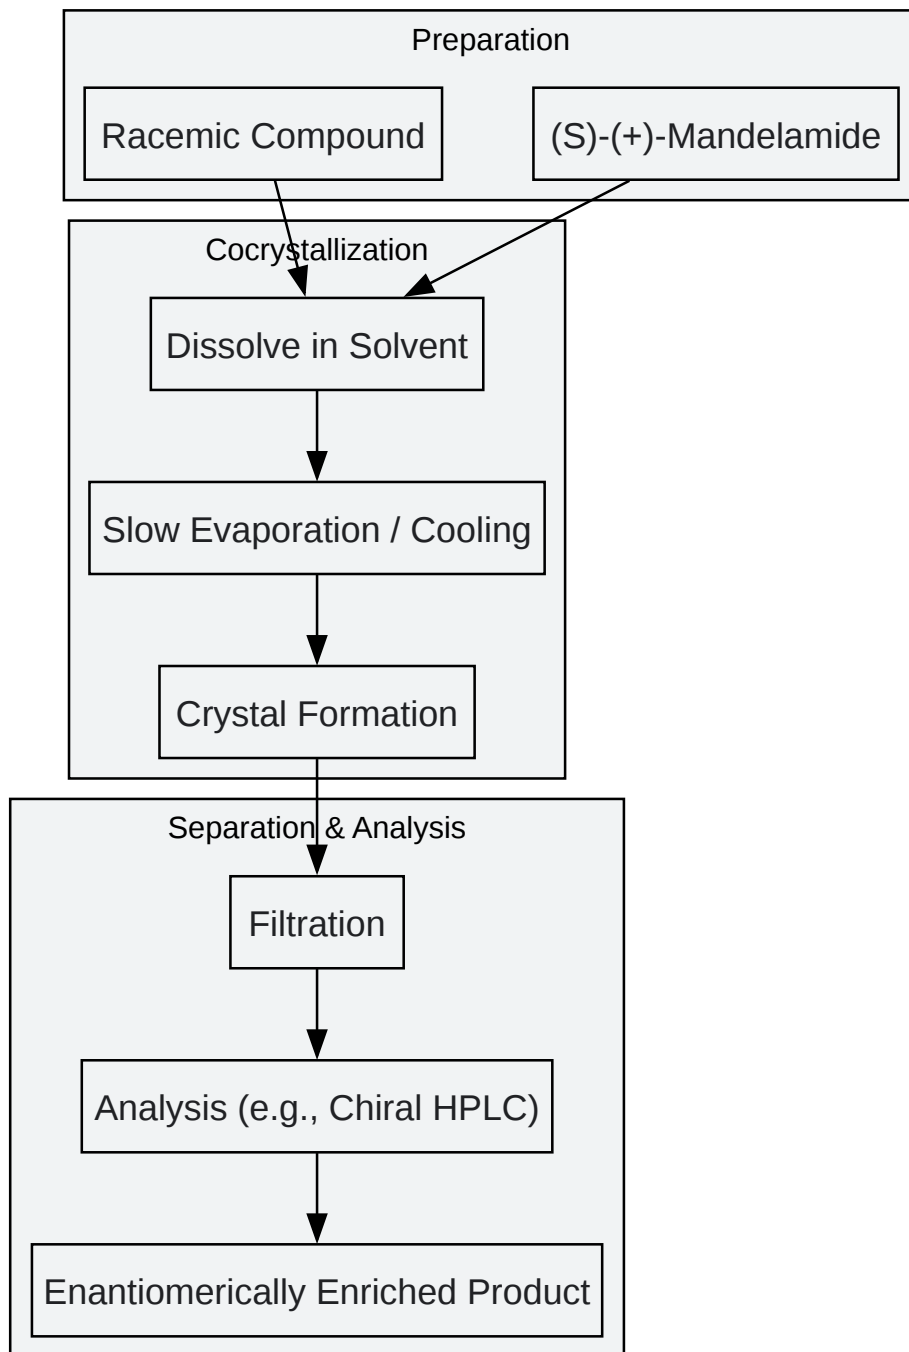 Preparation
Racemic Compound
(S)-(+)-Mandelamide
Cocrystallization
Dissolve in Solvent
Slow Evaporation / Cooling
Crystal Formation
Separation & Analysis
Filtration
Analysis (e.g., Chiral HPLC)
Enantiomerically Enriched Product